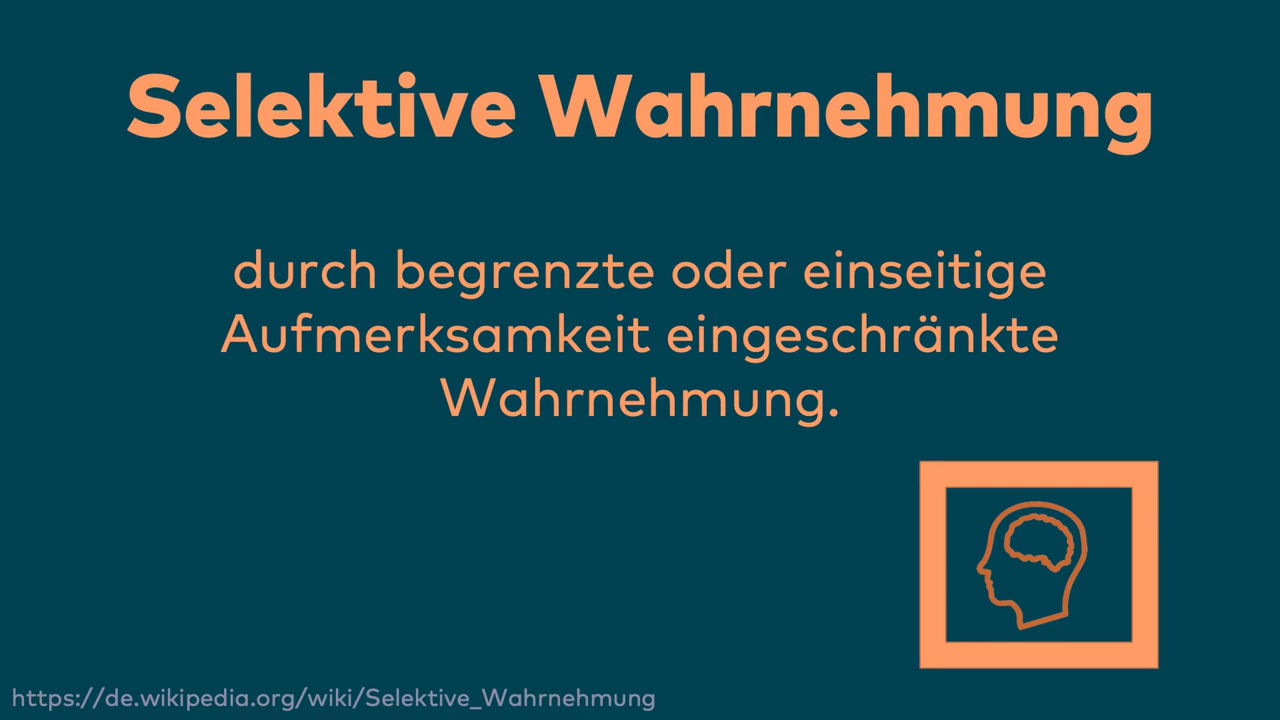 Selektive Wahrnehmung
durch begrenzte oder einseitige
Aufmerksamkeit eingeschränkte
Wahrnehmung.
https://de.wikipedia.org/wiki/Selektive_Wahrnehmung